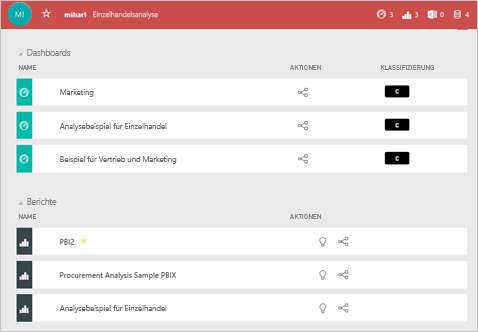 MI mihart Einzelhandelsanalyse 3 3 0 4
Dashboards
NAME AKTIONEN KLASSIFIZIERUNG
Marketing C
Analysebeispiel für Einzelhandel C
Beispiel für Vertrieb und Marketing C
Berichte
NAME AKTIONEN
PBI2
Procurement Analysis Sample PBIX
Analysebeispiel für Einzelhandel